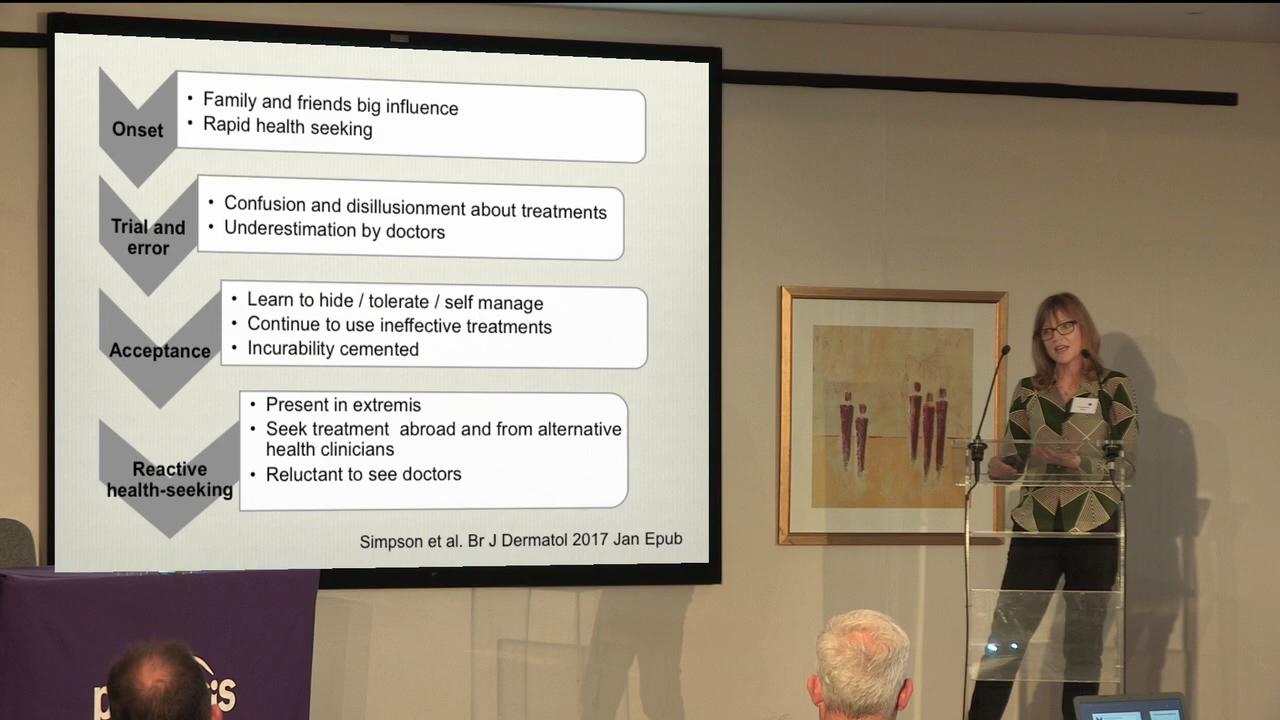 Onset
• Family and friends big influence
• Rapid health seeking
Trial and
error
• Confusion and disillusionment about treatments
• Underestimation by doctors
Acceptance
• Learn to hide / tolerate / self manage
• Continue to use ineffective treatments
• Incurability cemented
Reactive
health-seeking
• Present in extremis
• Seek treatment abroad and from alternative
health clinicians
• Reluctant to see doctors
Simpson et al. Br J Dermatol 2017 Jan Epub